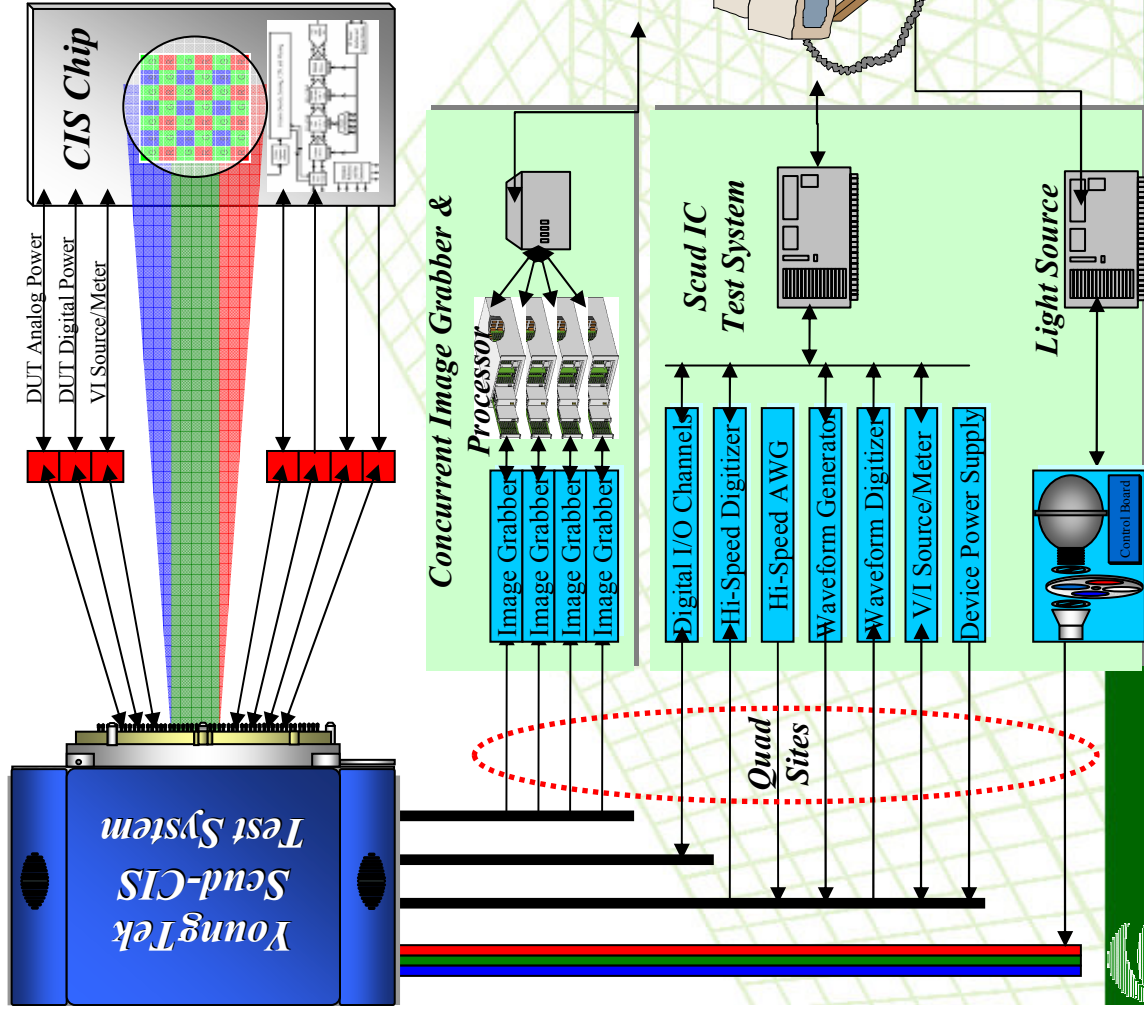 CIS Chip
DUT Analog Power
DUT Digital Power
VI Source/Meter
YoungTek
Scud-CIS
Test System
Concurrent Image Grabber &
Processor
Image Grabber
Image Grabber
Image Grabber
Image Grabber
Scud IC
Test System
Digital I/O Channels
Hi-Speed Digitizer
Hi-Speed AWG
Waveform Generator
Waveform Digitizer
V/I Source/Meter
Device Power Supply
Quad
Sites
Light Source
Control Board